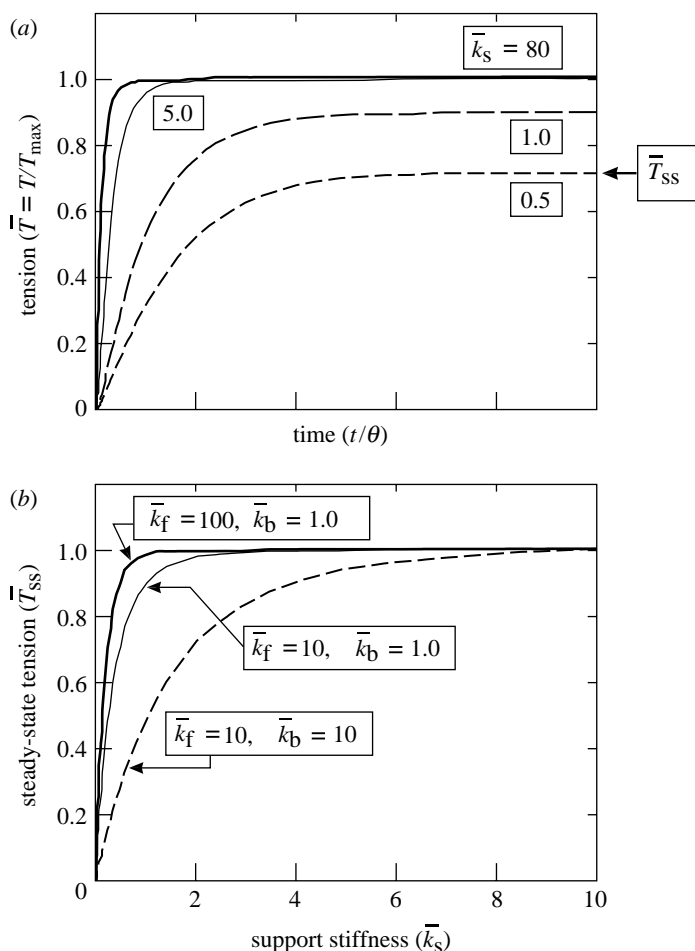 (a)
k̅s = 80
1.0
5.0
0.8
1.0
T̅ss
0.6
0.5
0.4
0.2
0
tension (T̅ = T/Tmax)
time (t/θ)
(b)
k̅f = 100, k̅b = 1.0
1.0
0.8
k̅f = 10, k̅b = 1.0
0.6
k̅f = 10, k̅b = 10
0.4
0.2
0
2 4 6 8 10
steady-state tension (T̅ss)
support stiffness (k̅s)